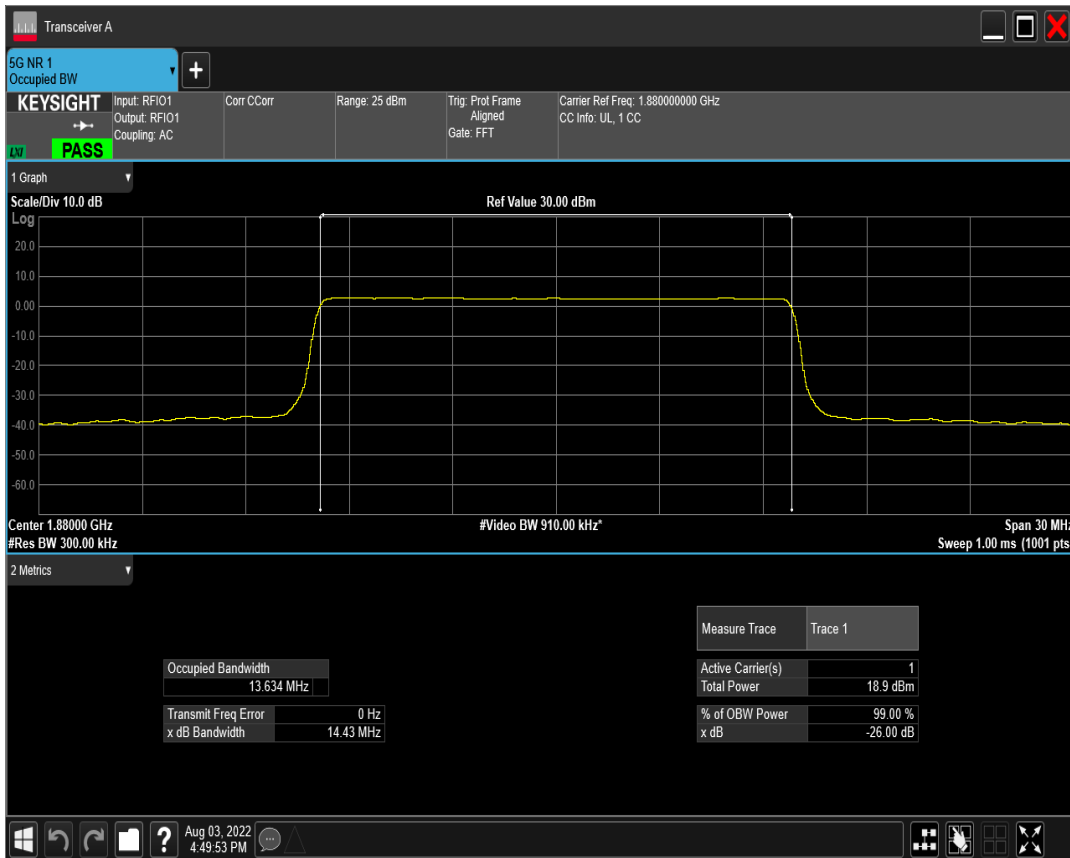 Transceiver A
5G NR 1
Occupied BW
+
KEYSIGHT
LXI
PASS
Input: RFIO1
Output: RFIO1
Coupling: AC
Corr CCorr
Range: 25 dBm
Trig: Prot Frame
Aligned
Gate: FFT
Carrier Ref Freq: 1.880000000 GHz
CC Info: UL, 1 CC
1 Graph
Scale/Div 10.0 dB
Ref Value 30.00 dBm
Log
20.0
10.0
0.00
-10.0
-20.0
-30.0
-40.0
-50.0
-60.0
Center 1.88000 GHz
#Video BW 910.00 kHz*
Span 30 MHz
#Res BW 300.00 kHz
Sweep 1.00 ms (1001 pts
2 Metrics
Measure Trace Trace 1
Occupied Bandwidth
13.634 MHz
Active Carrier(s) 1
Total Power 18.9 dBm
Transmit Freq Error 0 Hz
x dB Bandwidth 14.43 MHz
% of OBW Power 99.00 %
x dB -26.00 dB
?
Aug 03, 2022
4:49:53 PM